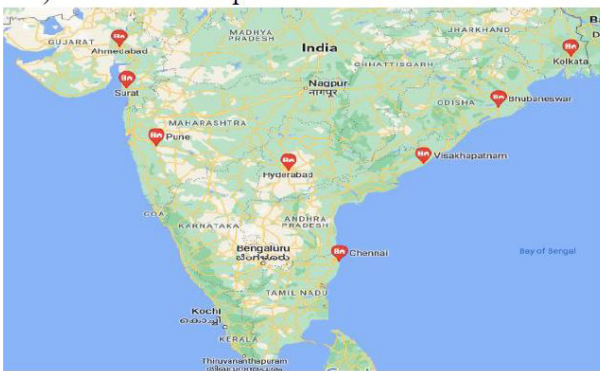 GUJARAT
Ahmedabad
MADHYA
PRADESH
India
JHARKHAND
Kolkata
Surat
CHHATTISGARH
Nagpur
नागपूर
ODISHA
Bhubaneswar
MAHARASHTRA
Pune
Hyderabad
Visakhapatnam
GOA
KARNATAKA
ANDHRA
PRADESH
Bengaluru
ಬೆಂಗಳೂರು
Chennai
Bay of Bengal
TAMIL NADU
Kochi
കൊച്ചി
KERALA
Thiruvananthapuram